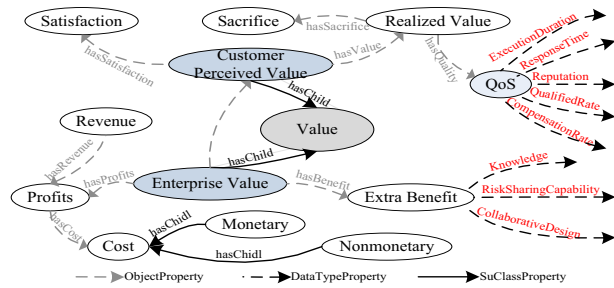 Satisfaction
Sacrifice
Realized Value
ExecutionDuration
hasSacrifice
ResponseTime
hasSatisfaction
Customer
Perceived Value
hasValue
hasQuality
QoS
Reputation
QualifiedRate
CompensationRate
hasChild
Revenue
Value
hasRevenue
hasChild
Knowledge
Profits
hasProfits
Enterprise Value
hasBenefit
Extra Benefit
RiskSharingCapability
CollaborativeDesign
hasCost
Monetary
hasChidl
Cost
hasChidl
Nonmonetary
ObjectProperty
DataTypeProperty
SuClassProperty